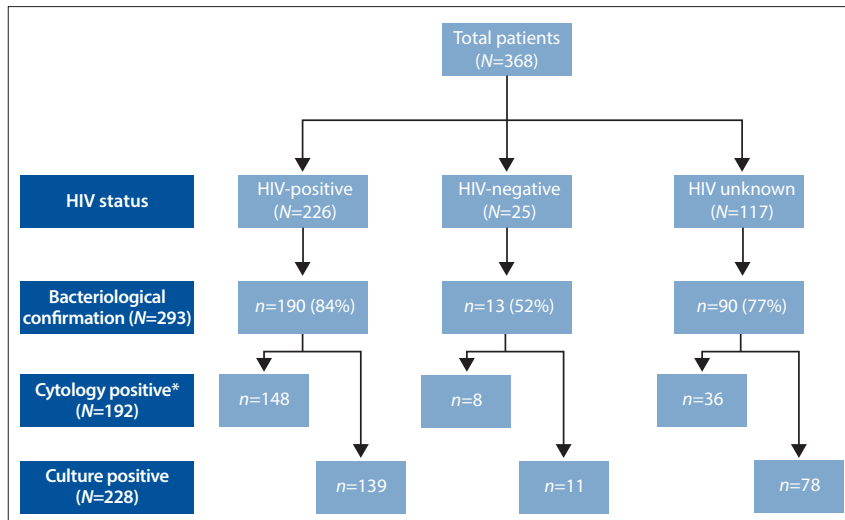 Total patients
(N=368)
HIV status
HIV-positive
(N=226)
HIV-negative
(N=25)
HIV unknown
(N=117)
Bacteriological
confirmation (N=293)
n=190 (84%)
n=13 (52%)
n=90 (77%)
Cytology positive*
(N=192)
n=148
n=8
n=36
Culture positive
(N=228)
n=139
n=11
n=78